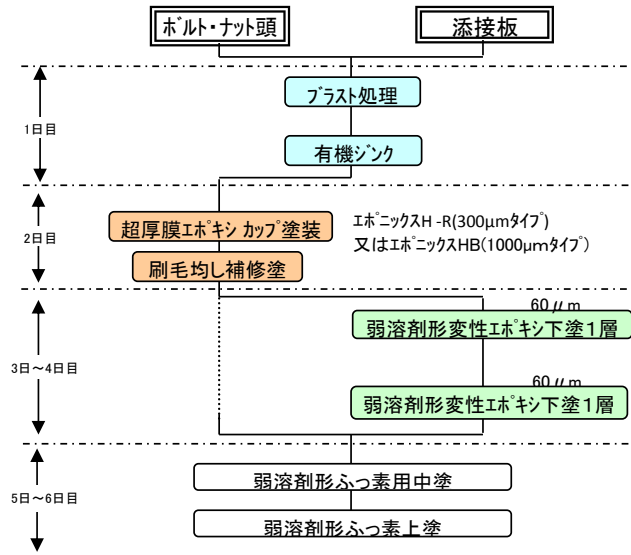 ﾎﾞﾙﾄ・ﾅｯﾄ頭
添接板
ﾌﾞﾗｽﾄ処理
1日目
有機ｼﾞﾝｸ
超厚膜ｴﾎﾟｷｼ ｶｯﾌﾟ塗装
ｴﾎﾟﾆｯｸｽH -R(300μmﾀｲﾌﾟ)
又はｴﾎﾟﾆｯｸｽHB(1000μmﾀｲﾌﾟ)
2日目
刷毛均し補修塗
60μm
弱溶剤形変性ｴﾎﾟｷｼ下塗1層
3日～4日目
60μm
弱溶剤形変性ｴﾎﾟｷｼ下塗1層
弱溶剤形ふっ素用中塗
5日～6日目
弱溶剤形ふっ素上塗